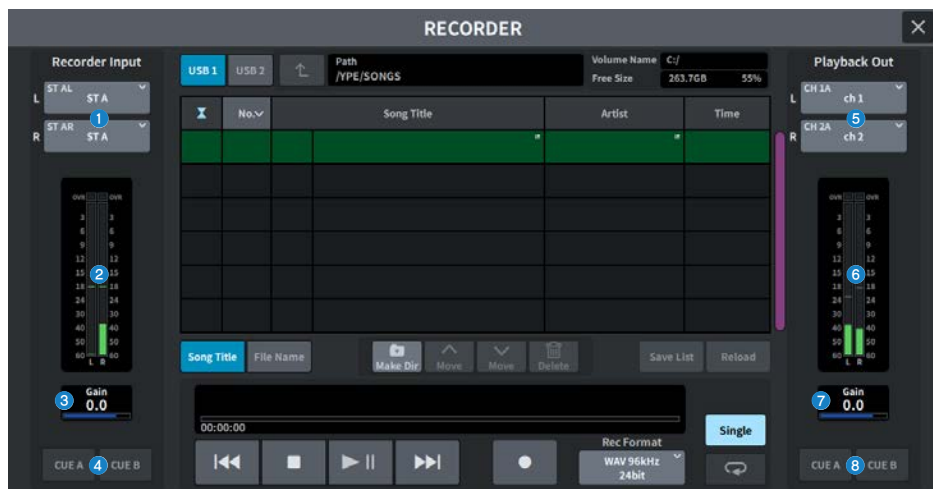 RECORDER
Recorder Input
ST AL
L
ST A
1
ST AR
R
ST A
OVR OVR
3 3
6 6
9 9
12 12
15 2 15
18 18
24 24
30 30
40 40
50 50
60 60
L R
3
Gain
0.0
CUE A 4 CUE B
USB 1
USB 2
Path
/YPE/SONGS
Volume Name C:/
Free Size 263.7GB 55%
No. Song Title Artist Time
Song Title File Name
Make Dir Move Move Delete
Save List Reload
00:00:00
Single
Rec Format
WAV 96kHz
24bit
Playback Out
CH 1A
L
ch 1
5
CH 2A
R
ch 2
OVR OVR
3 3
6 6
9 9
12 12
15 6 15
18 18
24 24
30 30
40 40
50 50
60 60
L R
7
Gain
0.0
CUE A 8 CUE B